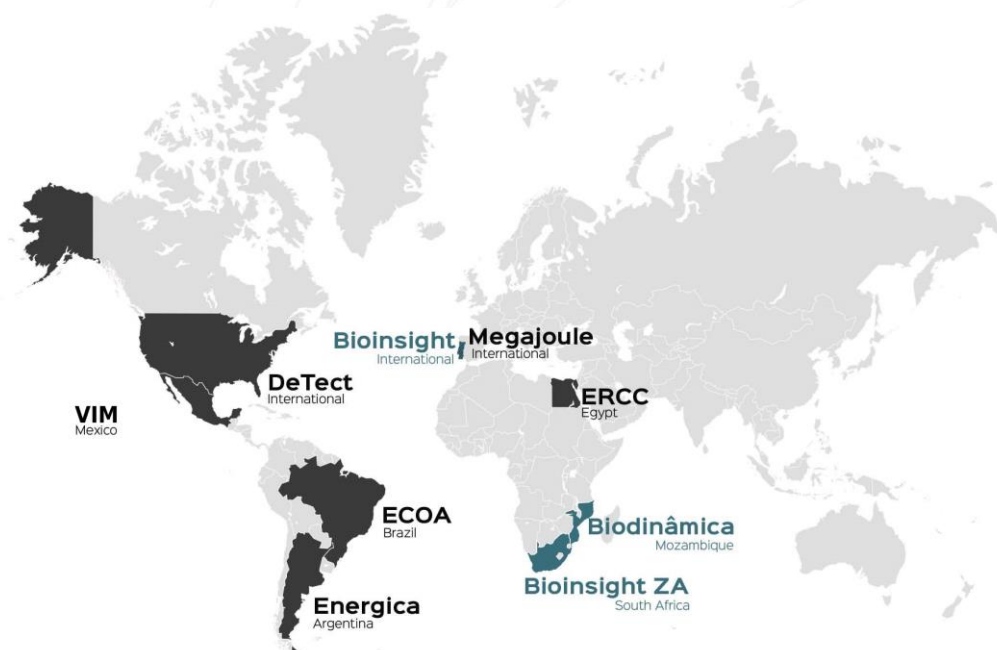 Bioinsight
International
Megajoule
International
DeTect
International
ERCC
Egypt
VIM
Mexico
ECOA
Brazil
Biodinâmica
Mozambique
Bioinsight ZA
South Africa
Energica
Argentina